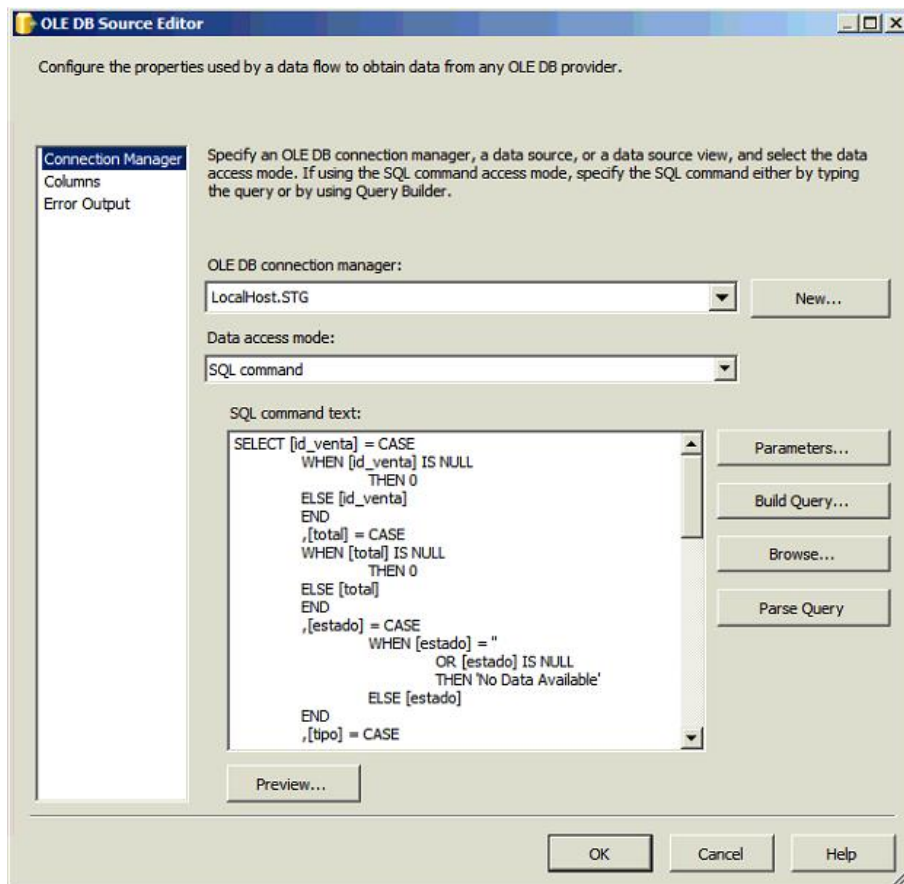 OLE DB Source Editor
Configure the properties used by a data flow to obtain data from any OLE DB provider.
Connection Manager
Columns
Error Output
Specify an OLE DB connection manager, a data source, or a data source view, and select the data
access mode. If using the SQL command access mode, specify the SQL command either by typing
the query or by using Query Builder.
OLE DB connection manager:
LocalHost.STG
New...
Data access mode:
SQL command
SQL command text:
SELECT [id_venta] = CASE
WHEN [id_venta] IS NULL
THEN 0
ELSE [id_venta]
END
,[total] = CASE
WHEN [total] IS NULL
THEN 0
ELSE [total]
END
,[estado] = CASE
WHEN [estado] = ''
OR [estado] IS NULL
THEN 'No Data Available'
ELSE [estado]
END
,[tipo] = CASE
Parameters...
Build Query...
Browse...
Parse Query
Preview...
OK
Cancel
Help